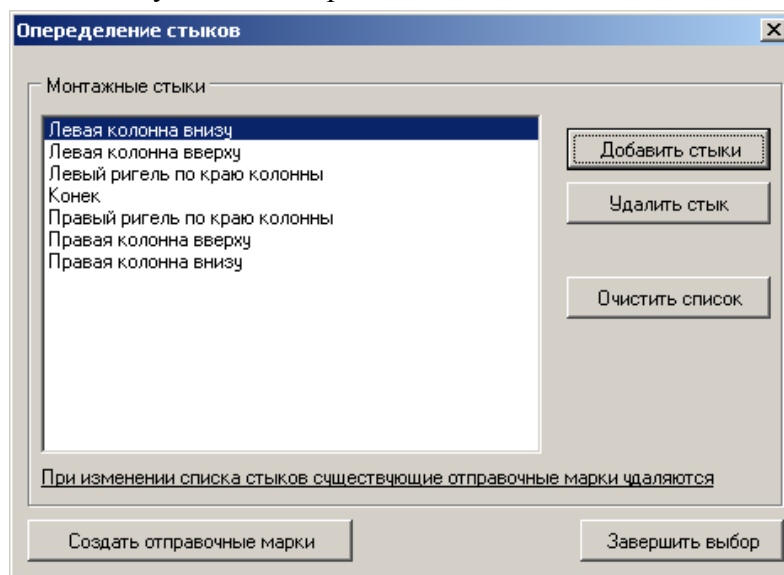 Опеределение стыков
Монтажные стыки
Левая колонна внизу
Левая колонна вверху
Левый ригель по краю колонны
Конек
Правый ригель по краю колонны
Правая колонна вверху
Правая колонна внизу
Добавить стыки
Удалить стык
Очистить список
При изменении списка стыков существующие отправочные марки удаляются
Создать отправочные марки
Завершить выбор